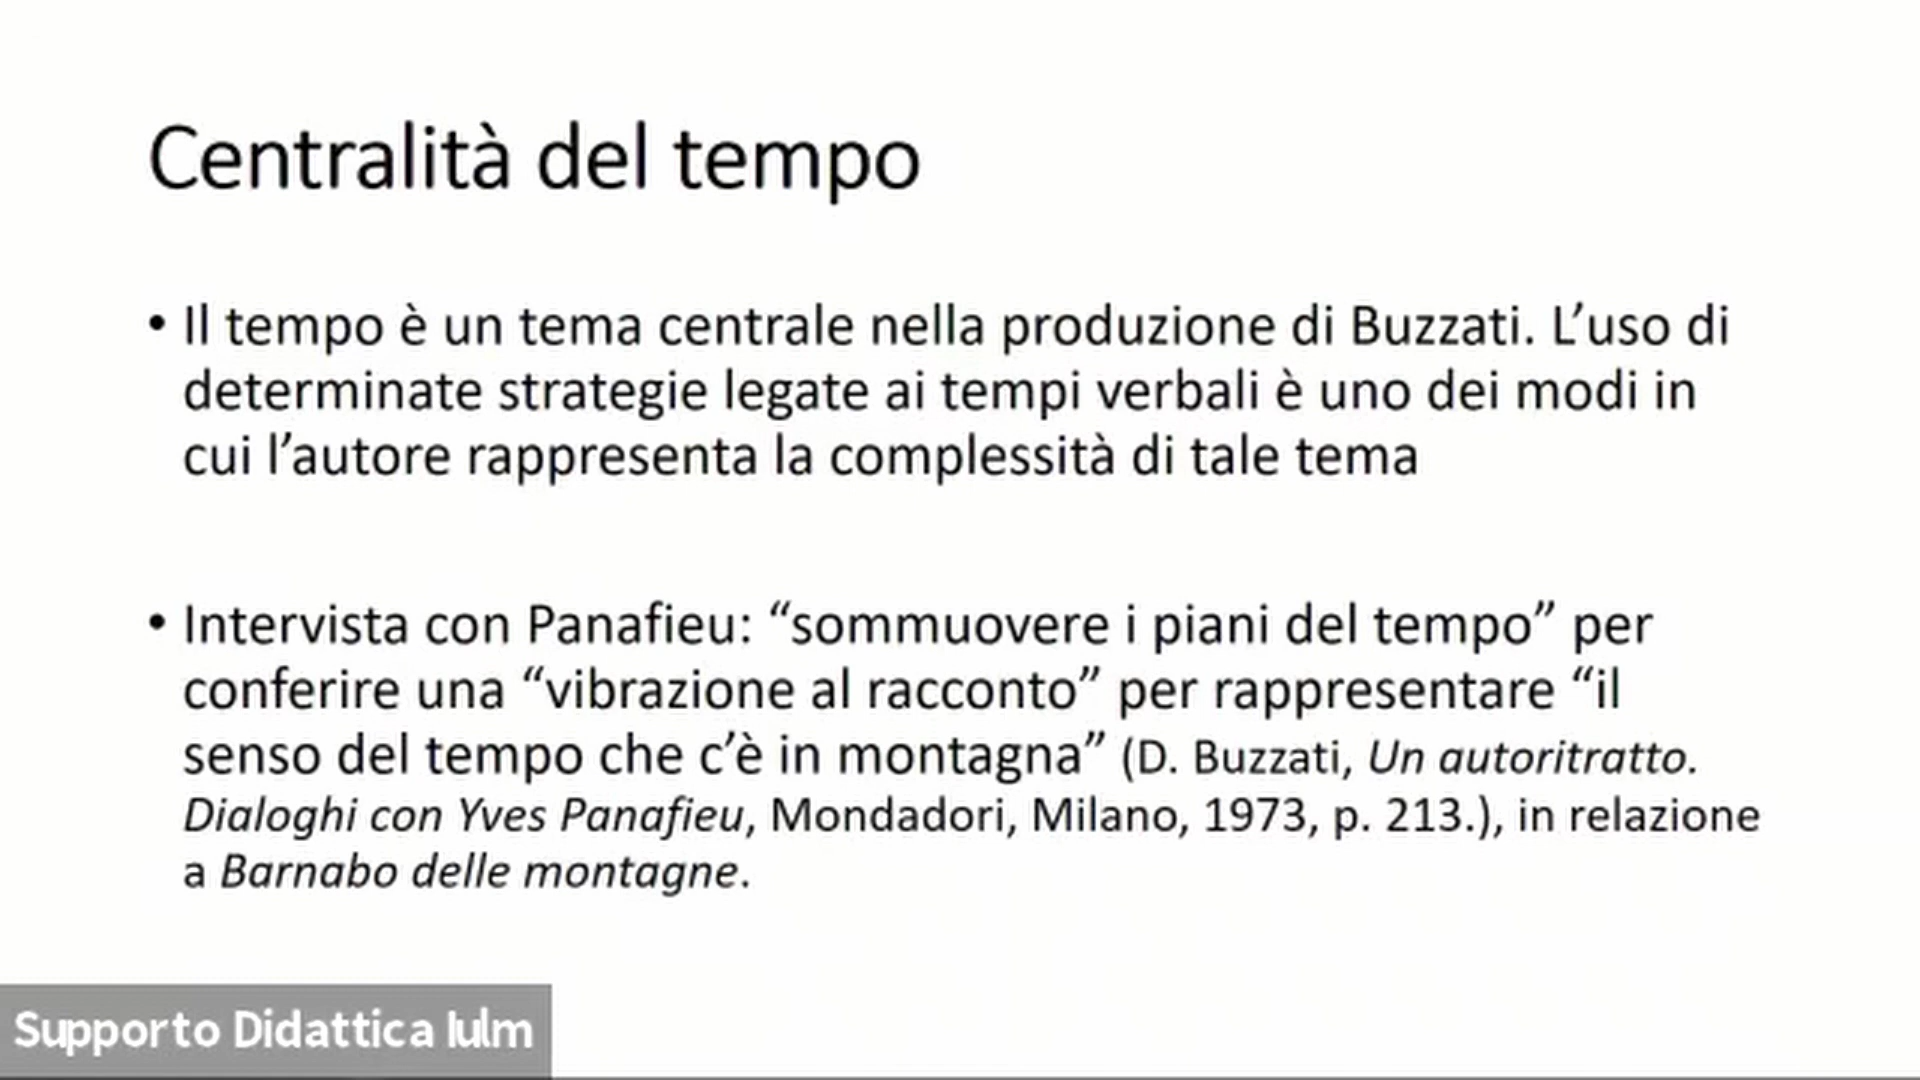 Centralità del tempo
• Il tempo è un tema centrale nella produzione di Buzzati. L’uso di
determinate strategie legate ai tempi verbali è uno dei modi in
cui l’autore rappresenta la complessità di tale tema
• Intervista con Panafieu: “sommuovere i piani del tempo” per
conferire una “vibrazione al racconto” per rappresentare “il
senso del tempo che c’è in montagna” (D. Buzzati, Un autoritratto.
Dialoghi con Yves Panafieu, Mondadori, Milano, 1973, p. 213.), in relazione
a Barnabo delle montagne.
Supporto Didattica Iulm